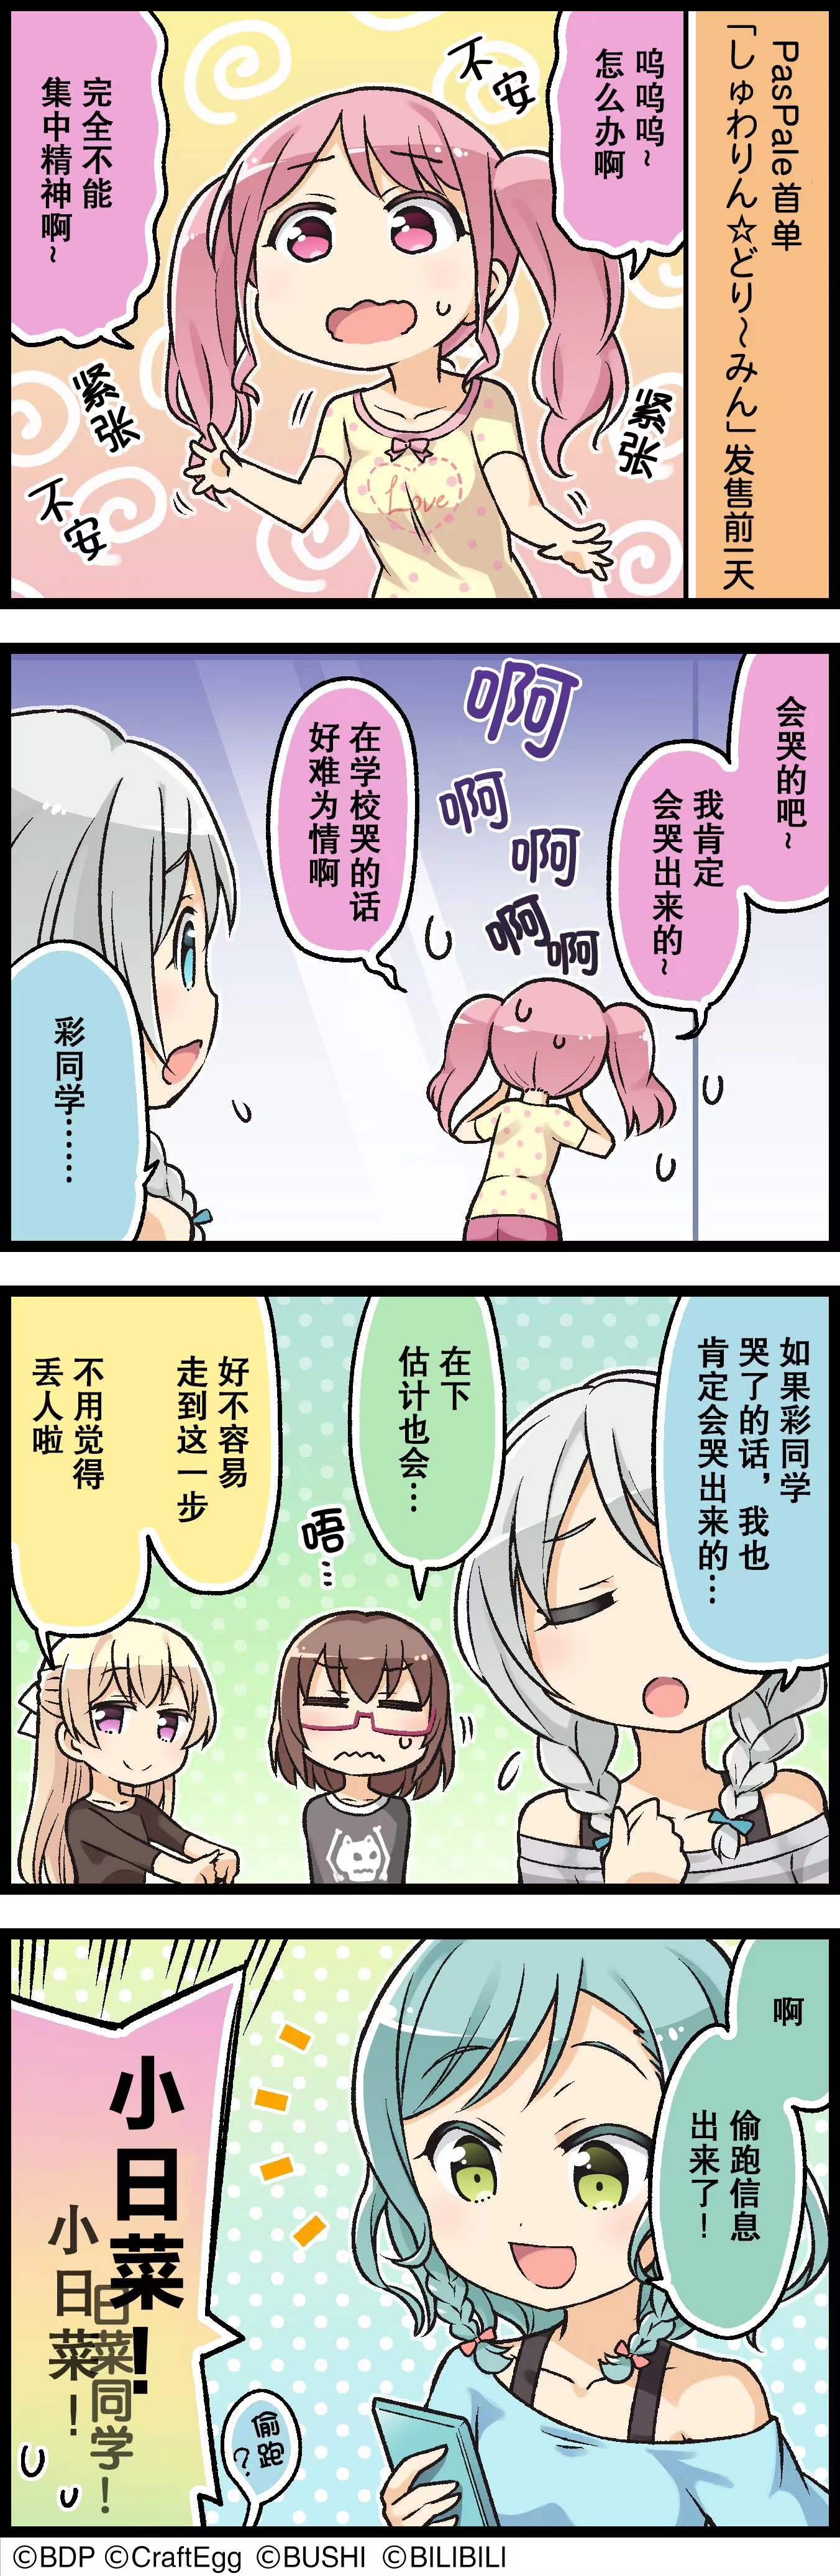 PasPale首单
「しゅわりん☆どり～みん」发售前一天
呜呜呜~
怎么办啊
不安
完全不能
集中精神啊~
紧张
紧张
不安
Love
会哭的吧~
我肯定
会哭出来的~
啊
啊
啊
啊
啊
在学校哭的话
好难为情啊
彩同学……
如果彩同学
哭了的话，我也
肯定会哭出来的…
在下
估计也会…
唔…
好不容易
走到这一步
不用觉得
丢人啦
啊
偷跑信息
出来了！
小日菜！
日菜同学！
小日菜！
偷跑
？
©BDP ©CraftEgg ©BUSHI ©BILIBILI